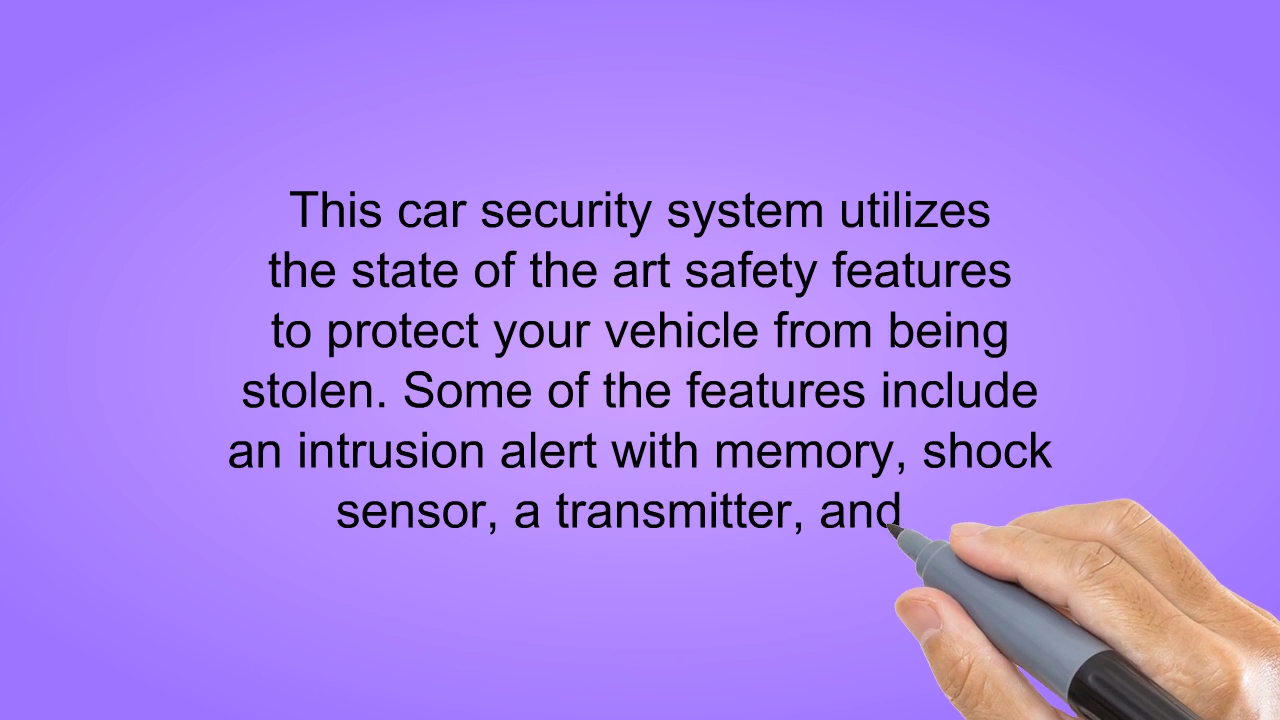 This car security system utilizes
the state of the art safety features
to protect your vehicle from being
stolen. Some of the features include
an intrusion alert with memory, shock
sensor, a transmitter, and